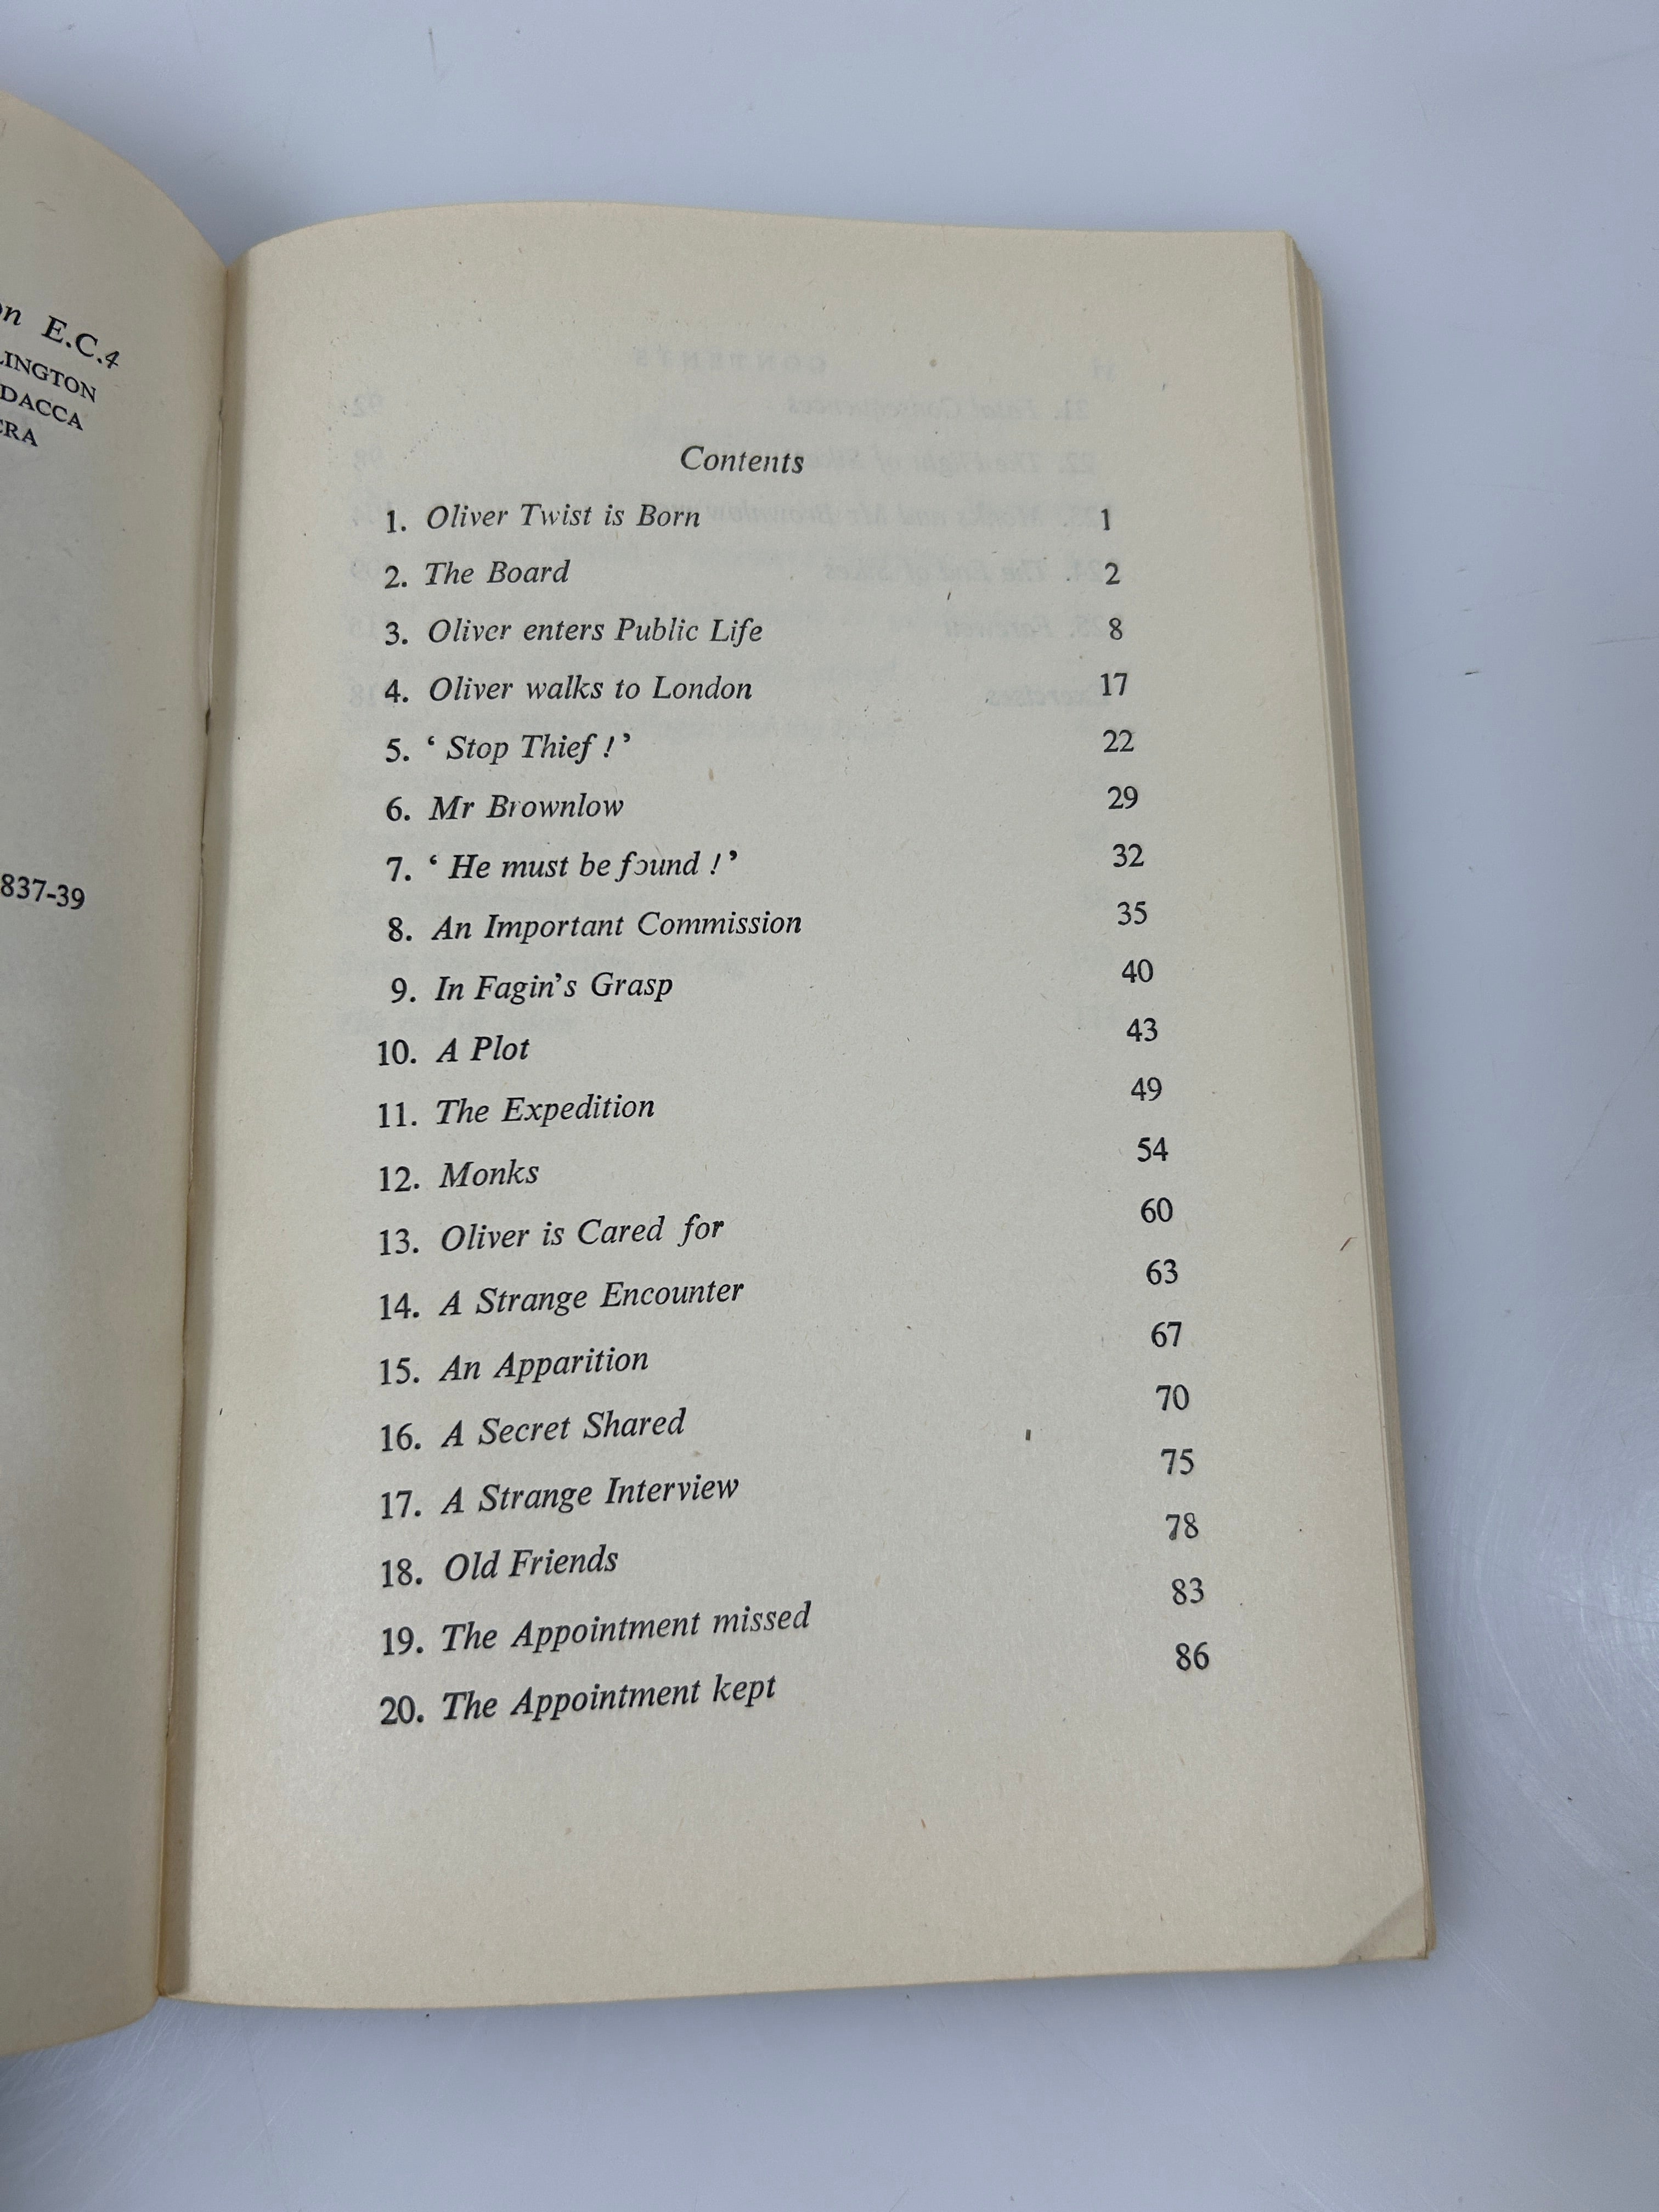 on E.C.4
LINGTON
DACCA
CRA
837-39
Contents
1. Oliver Twist is Born 1
2. The Board 2
3. Oliver enters Public Life 8
4. Oliver walks to London 17
5. ‘ Stop Thief ! ’ 22
6. Mr Brownlow 29
7. ‘ He must be found ! ’ 32
8. An Important Commission 35
9. In Fagin’s Grasp 40
10. A Plot 43
11. The Expedition 49
12. Monks 54
13. Oliver is Cared for 60
14. A Strange Encounter 63
15. An Apparition 67
16. A Secret Shared 70
17. A Strange Interview 75
18. Old Friends 78
19. The Appointment missed 83
20. The Appointment kept 86